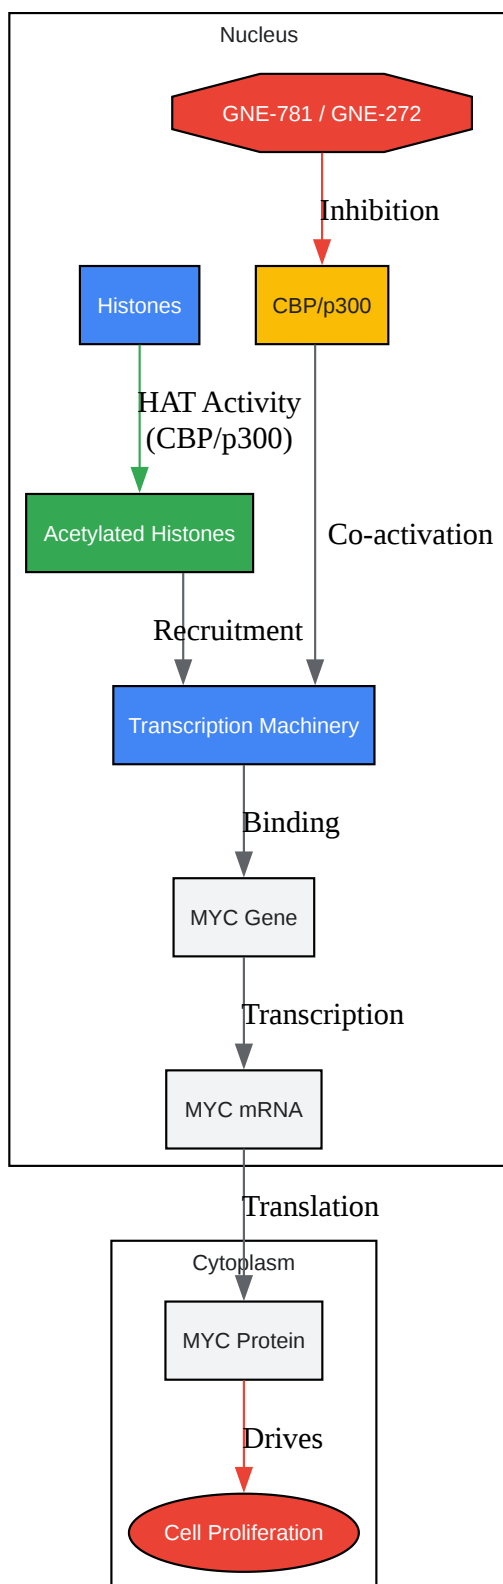 Nucleus
GNE-781 / GNE-272
Inhibition
Histones
CBP/p300
HAT Activity
(CBP/p300)
Acetylated Histones
Co-activation
Recruitment
Transcription Machinery
Binding
MYC Gene
Transcription
MYC mRNA
Translation
Cytoplasm
MYC Protein
Drives
Cell Proliferation